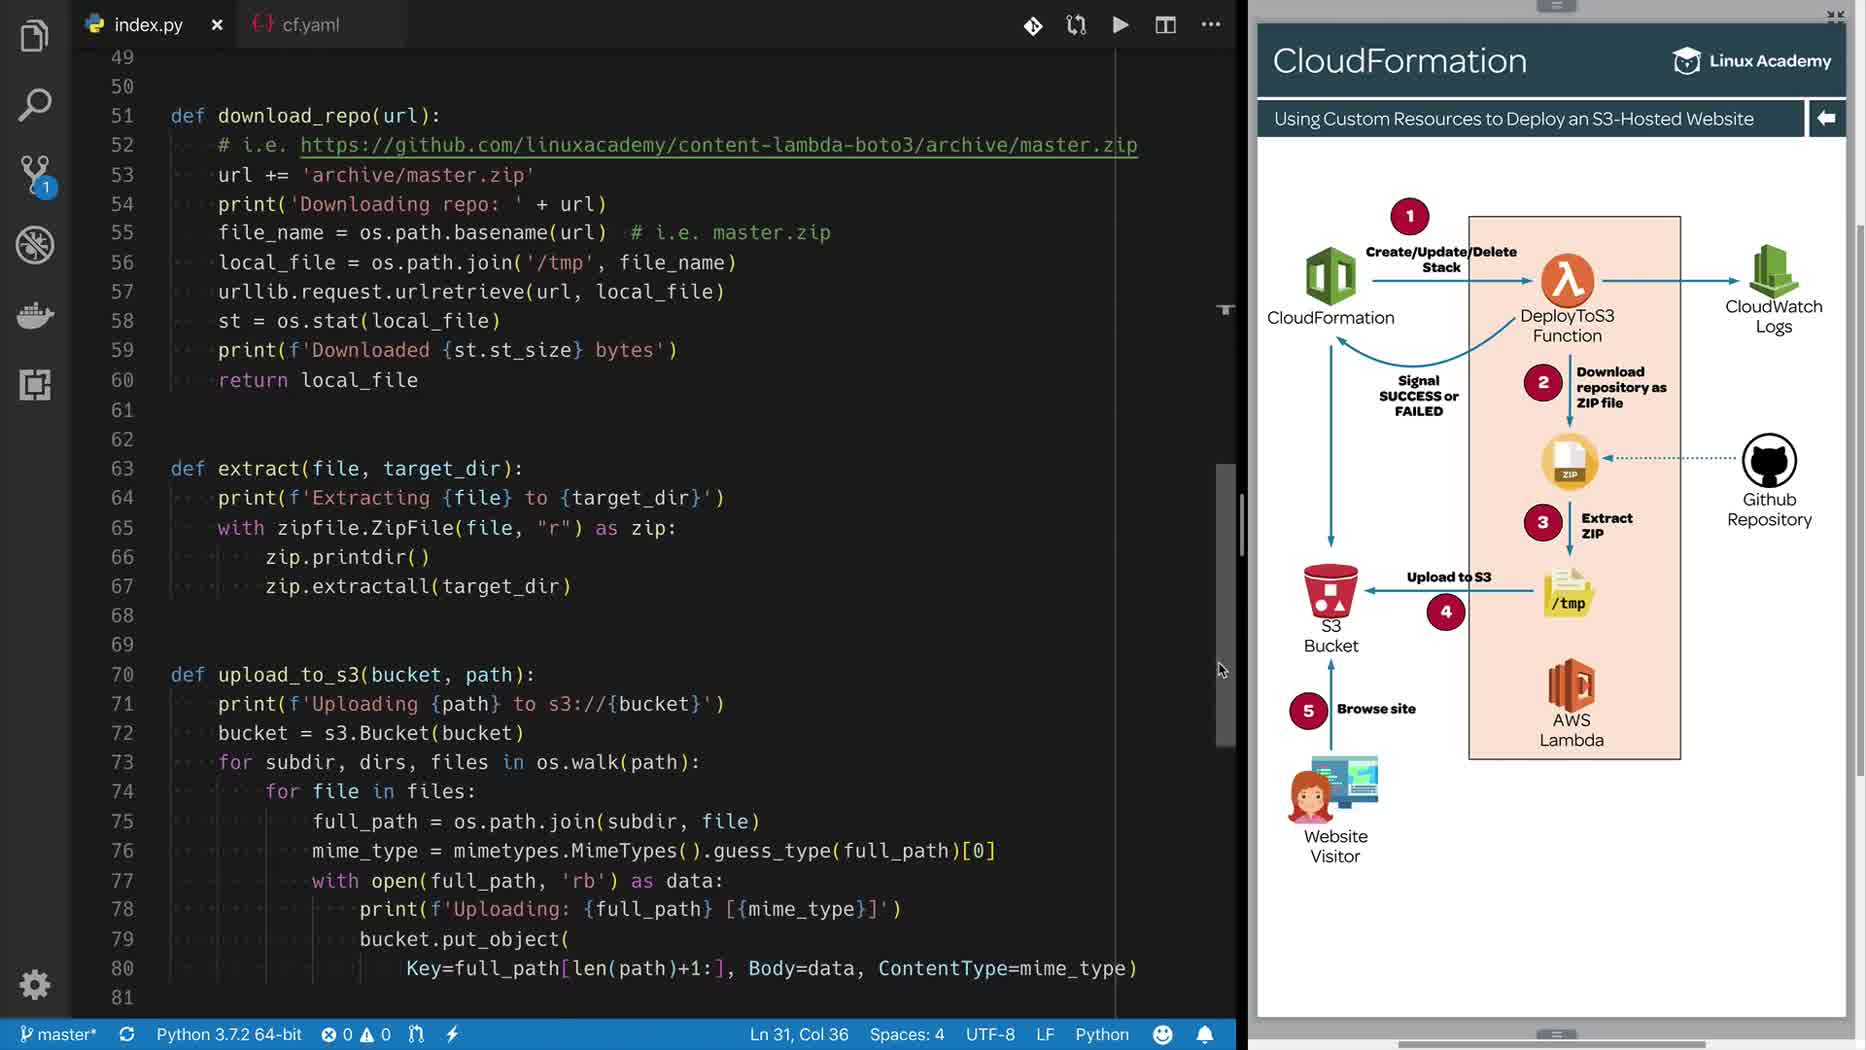 index.py
cf.yaml
49
50
51 def download_repo(url):
52 # i.e. https://github.com/linuxacademy/content-lambda-boto3/archive/master.zip
53 url += 'archive/master.zip'
54 print('Downloading repo: ' + url)
55 file_name = os.path.basename(url)  # i.e. master.zip
56 local_file = os.path.join('/tmp', file_name)
57 urllib.request.urlretrieve(url, local_file)
58 st = os.stat(local_file)
59 print(f'Downloaded {st.st_size} bytes')
60 return local_file
61
62
63 def extract(file, target_dir):
64 print(f'Extracting {file} to {target_dir}')
65 with zipfile.ZipFile(file, "r") as zip:
66 zip.printdir()
67 zip.extractall(target_dir)
68
69
70 def upload_to_s3(bucket, path):
71 print(f'Uploading {path} to s3://{bucket}')
72 bucket = s3.Bucket(bucket)
73 for subdir, dirs, files in os.walk(path):
74 for file in files:
75 full_path = os.path.join(subdir, file)
76 mime_type = mimetypes.MimeTypes().guess_type(full_path)[0]
77 with open(full_path, 'rb') as data:
78 print(f'Uploading: {full_path} [{mime_type}]')
79 bucket.put_object(
80 Key=full_path[len(path)+1:], Body=data, ContentType=mime_type)
81
1
master*
Python 3.7.2 64-bit
0
0
Ln 31, Col 36
Spaces: 4
UTF-8
LF
Python
CloudFormation
Linux Academy
Using Custom Resources to Deploy an S3-Hosted Website
1
Create/Update/Delete
Stack
CloudFormation
DeployToS3
Function
CloudWatch
Logs
Signal
SUCCESS or
FAILED
2
Download
repository as
ZIP file
ZIP
Github
Repository
3
Extract
ZIP
Upload to S3
4
/tmp
S3
Bucket
5
Browse site
AWS
Lambda
Website
Visitor